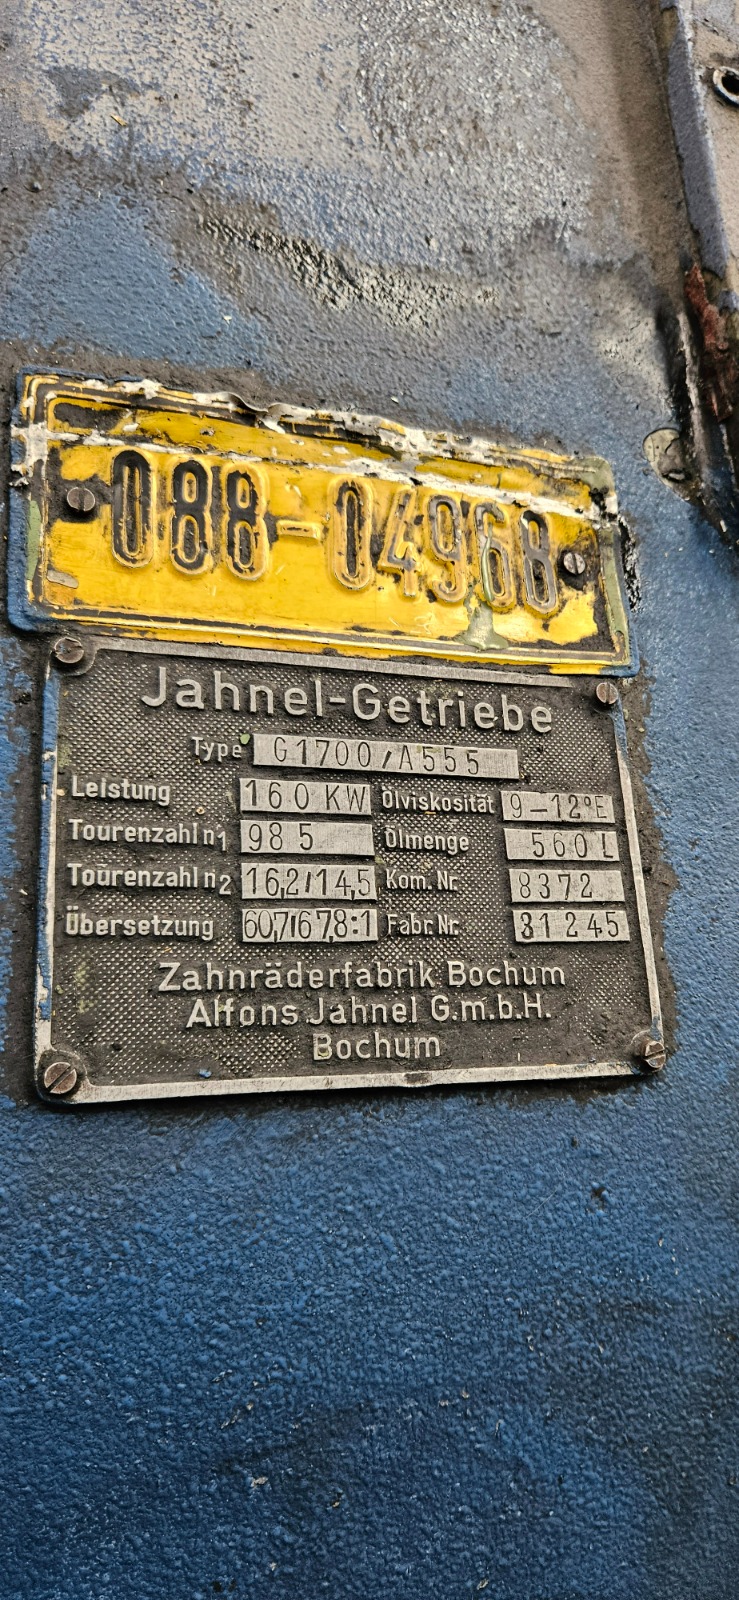 088-04968
Jahnel-Getriebe
Type G1700/A555
Leistung 160 KW Ölviskosität 9-12°E
Tourenzahl n1 985 Ölmenge 560 L
Tourenzahl n2 16,2/14,5 Kom. Nr. 8372
Übersetzung 60,7/67,8:1 Fabr. Nr. 31245
Zahnräderfabrik Bochum
Alfons Jahnel G.m.b.H.
Bochum